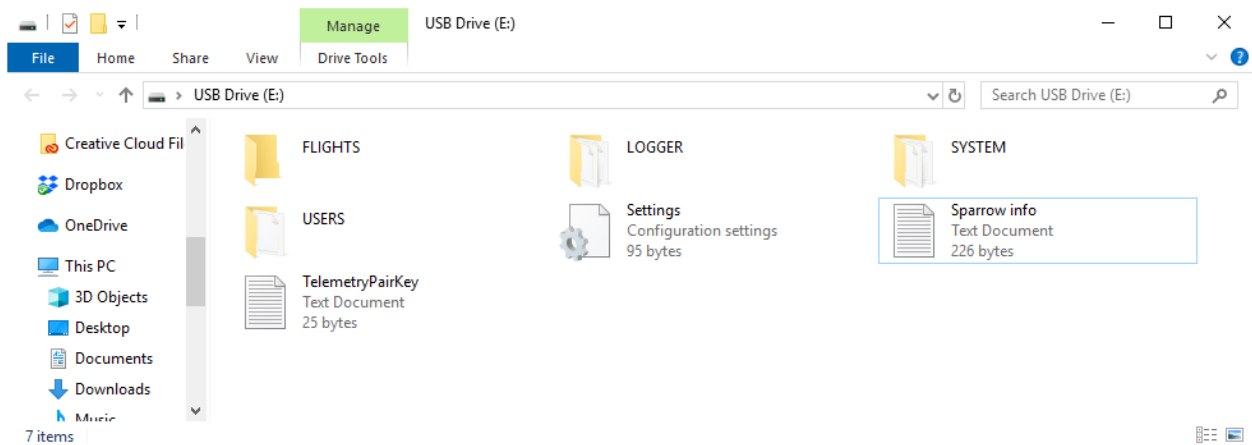 Manage
USB Drive (E:)
File
Home
Share
View
Drive Tools
USB Drive (E:)
Search USB Drive (E:)
Creative Cloud Fil
Dropbox
OneDrive
This PC
3D Objects
Desktop
Documents
Downloads
Music
FLIGHTS
LOGGER
SYSTEM
USERS
Settings
Configuration settings
95 bytes
Sparrow info
Text Document
226 bytes
TelemetryPairKey
Text Document
25 bytes
7 items